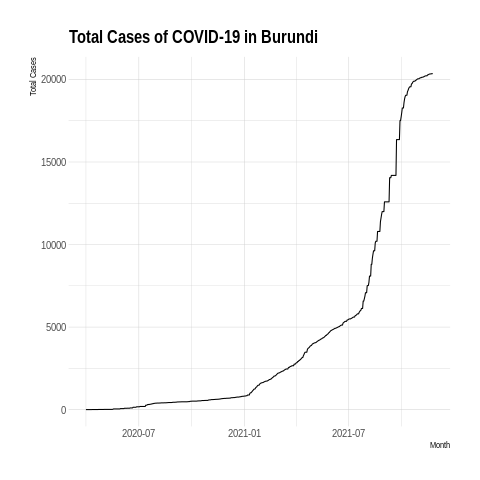 Total Cases of COVID-19 in Burundi
Total Cases
20000
15000
10000
5000
0
2020-07 2021-01 2021-07
Month